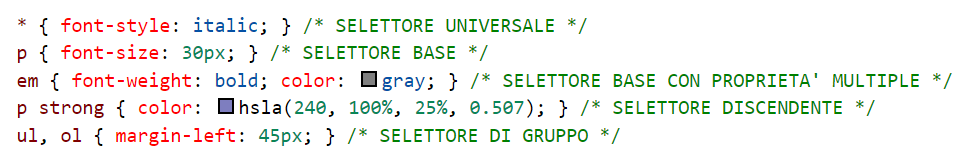 * { font-style: italic; } /* SELETTORE UNIVERSALE */
p { font-size: 30px; } /* SELETTORE BASE */
em { font-weight: bold; color: gray; } /* SELETTORE BASE CON PROPRIETA' MULTIPLE */
p strong { color: hsla(240, 100%, 25%, 0.507); } /* SELETTORE DISCENDENTE */
ul, ol { margin-left: 45px; } /* SELETTORE DI GRUPPO */